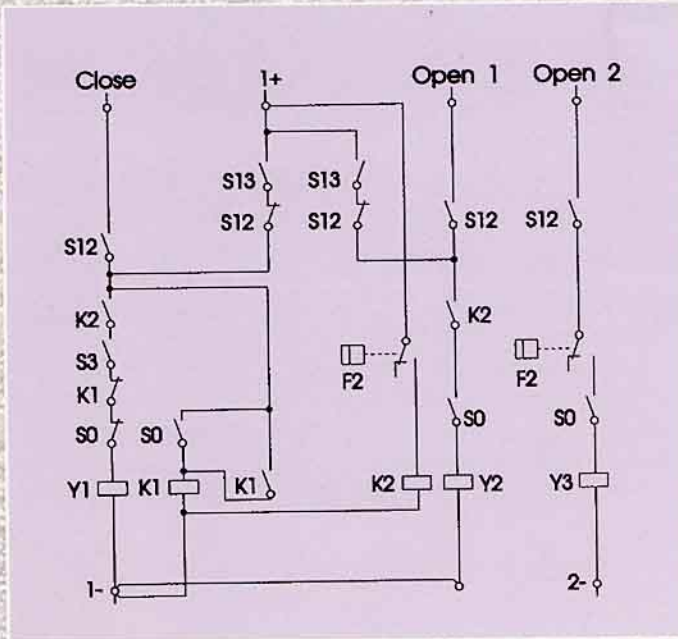 Close 1+ Open 1 Open 2
S13 S13
S12 S12 S12 S12
S12
K2 K2
S3 F2 F2
K1
S0 S0 S0 S0
Y1 K1 K1 K2 Y2 Y3
1- 2-